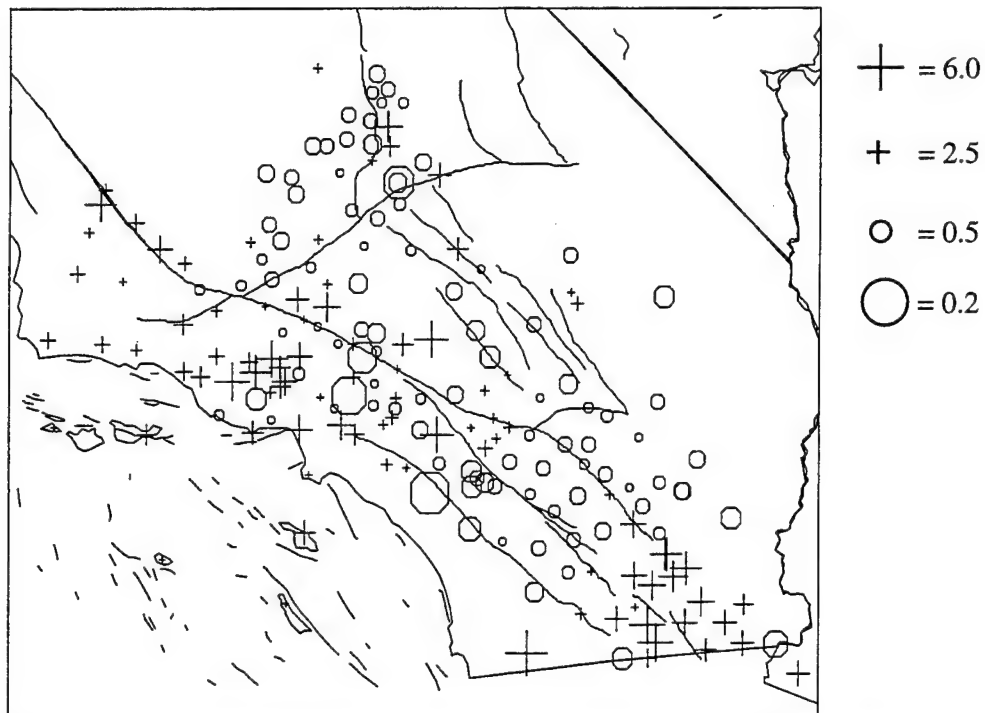 = 6.0
= 2.5
= 0.5
= 0.2